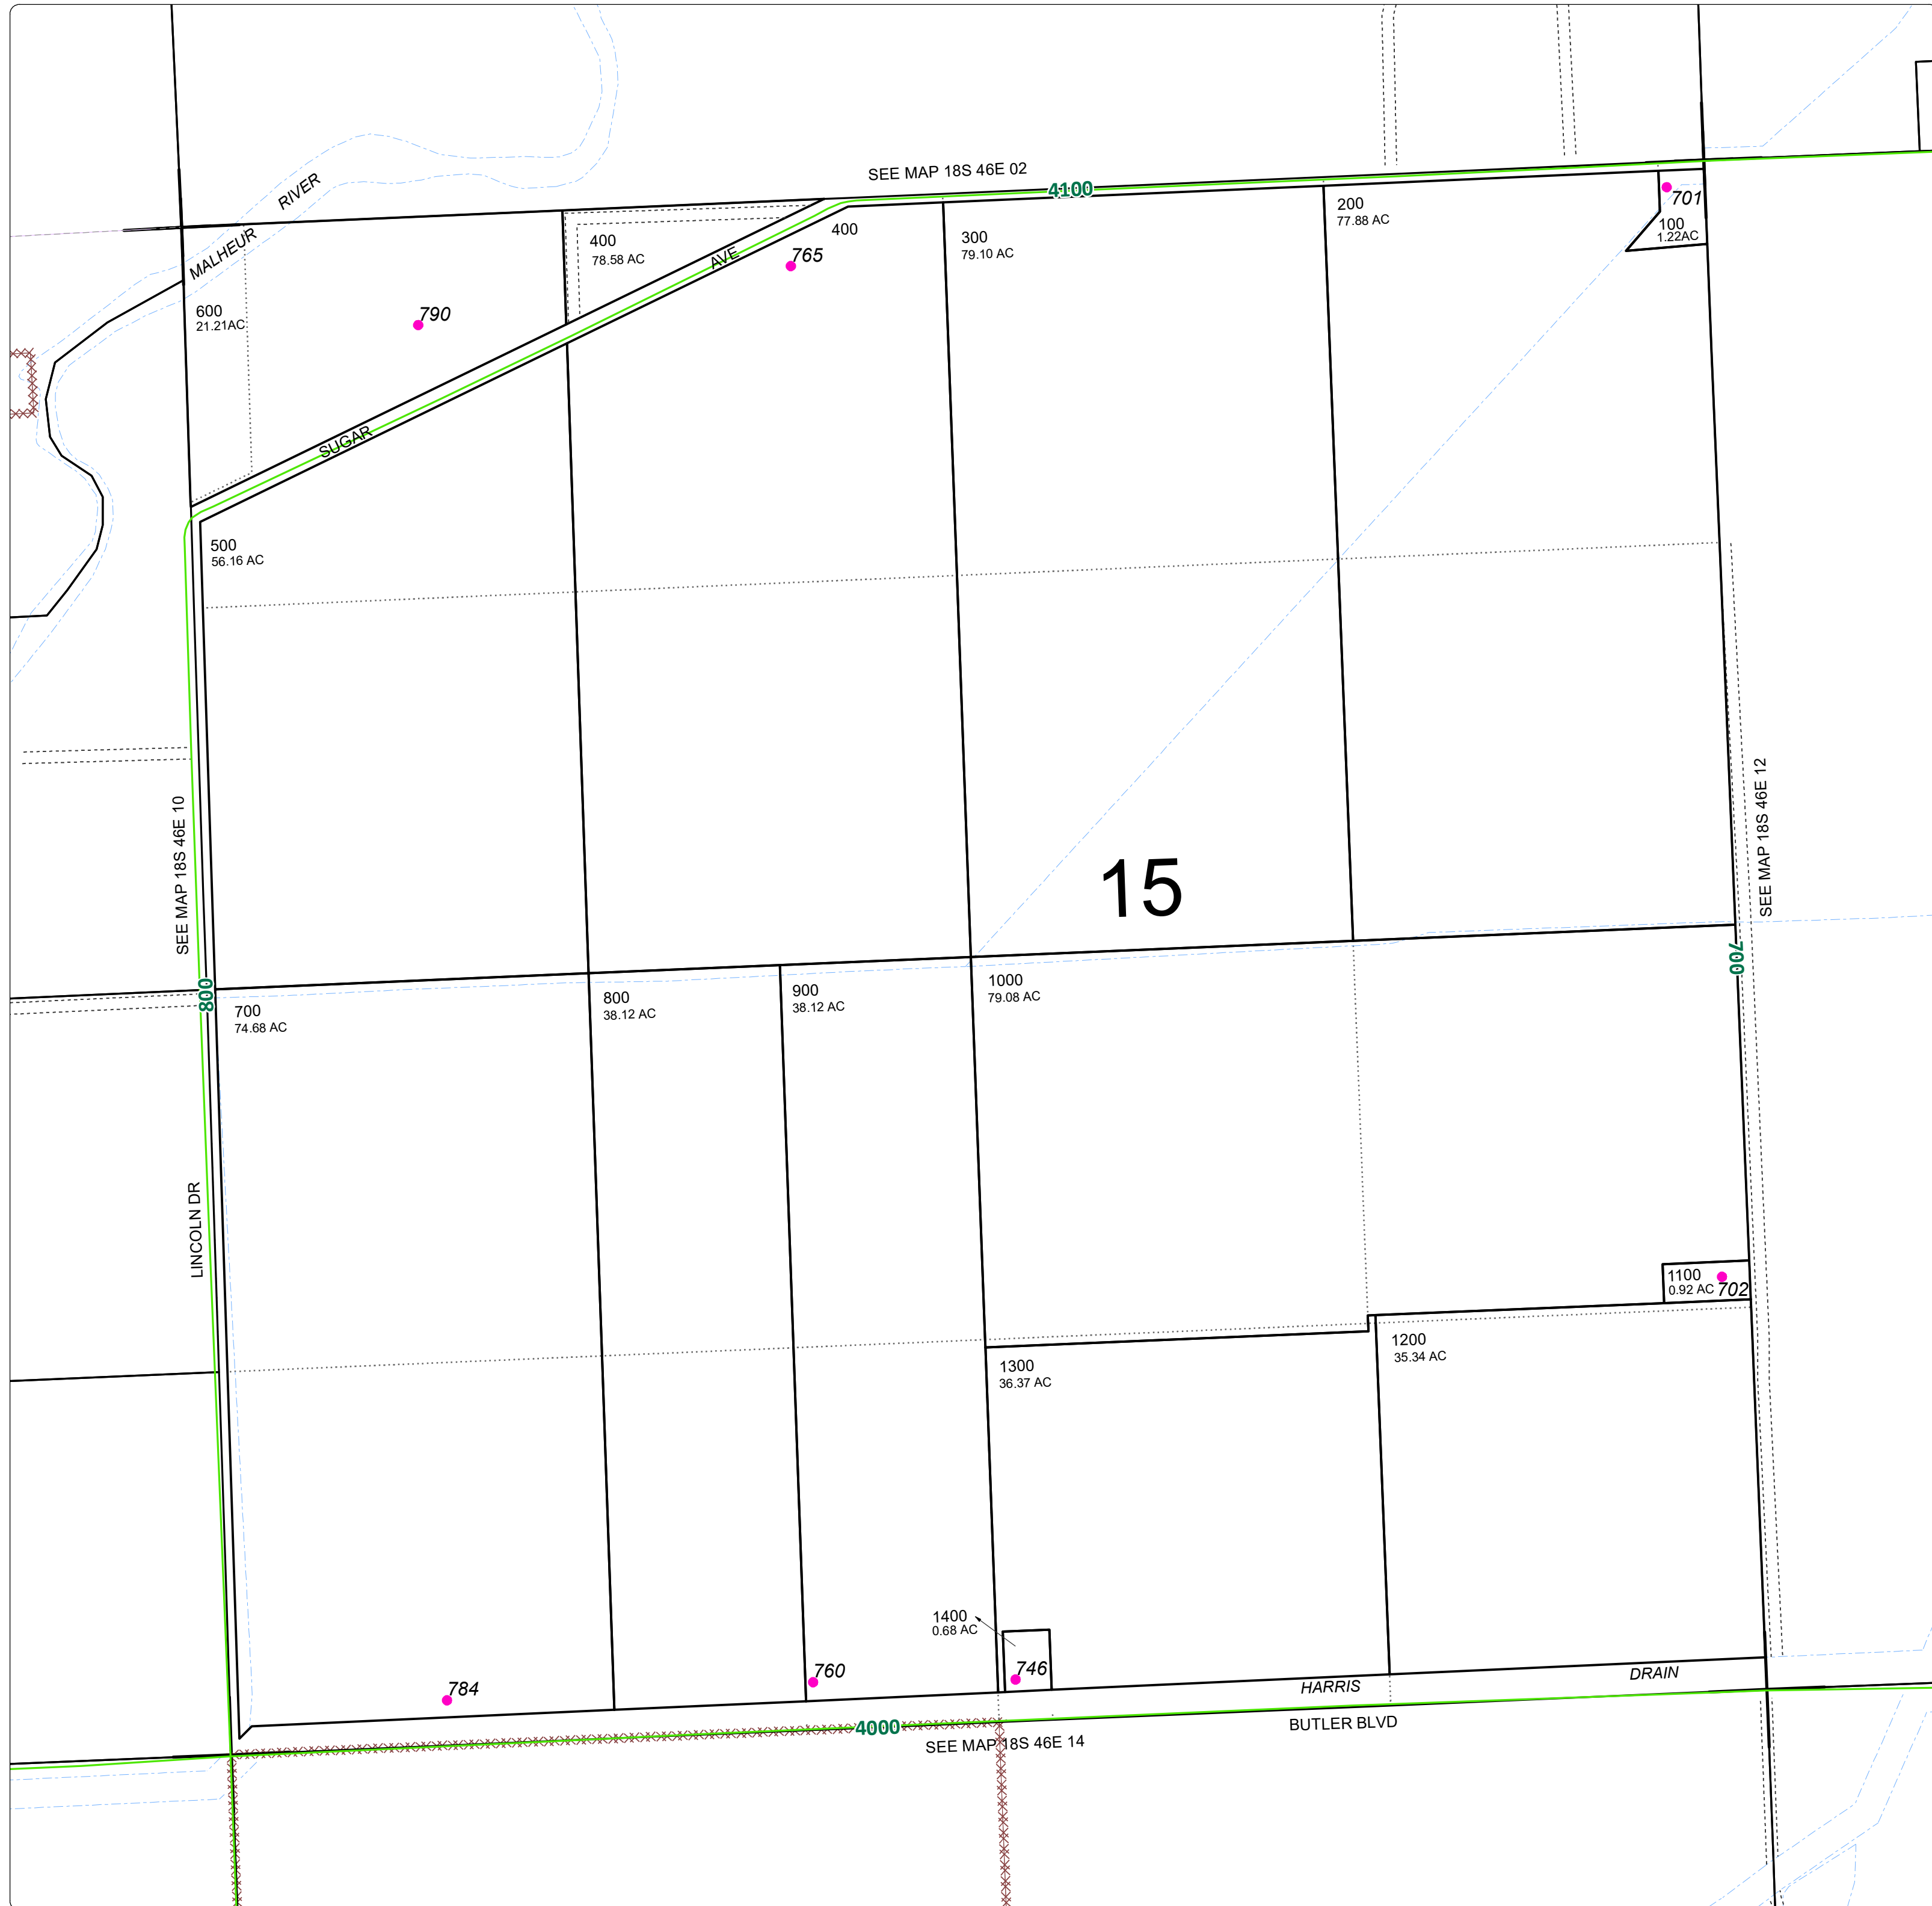 SEE MAP 18S 46E 02
4100
RIVER
MALHEUR
701
100
1.22AC
200
77.88 AC
400
300
79.10 AC
400
78.58 AC
AVE
765
600
21.21AC
790
SUGAR
500
56.16 AC
SEE MAP 18S 46E 10
SEE MAP 18S 46E 12
15
700
800
700
74.68 AC
800
38.12 AC
900
38.12 AC
1000
79.08 AC
LINCOLN DR
1100
0.92 AC
702
1200
35.34 AC
1300
36.37 AC
1400
0.68 AC
746
760
784
HARRIS
DRAIN
BUTLER BLVD
4000
SEE MAP 18S 46E 14